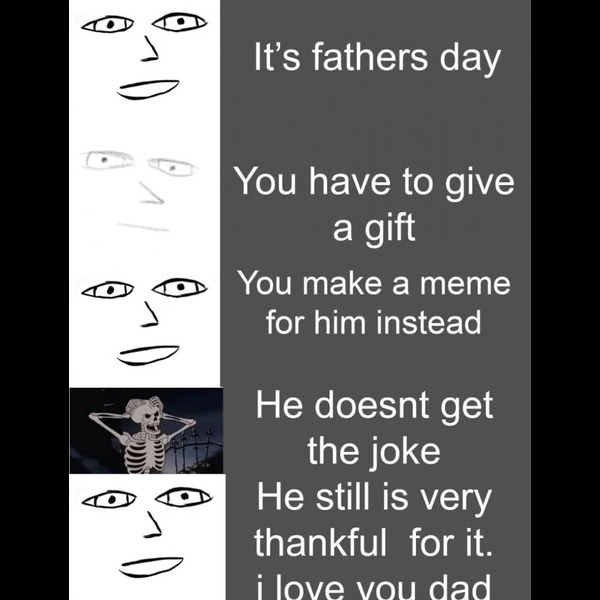 It’s fathers day
You have to give
a gift
You make a meme
for him instead
He doesnt get
the joke
He still is very
thankful  for it.
i love you dad